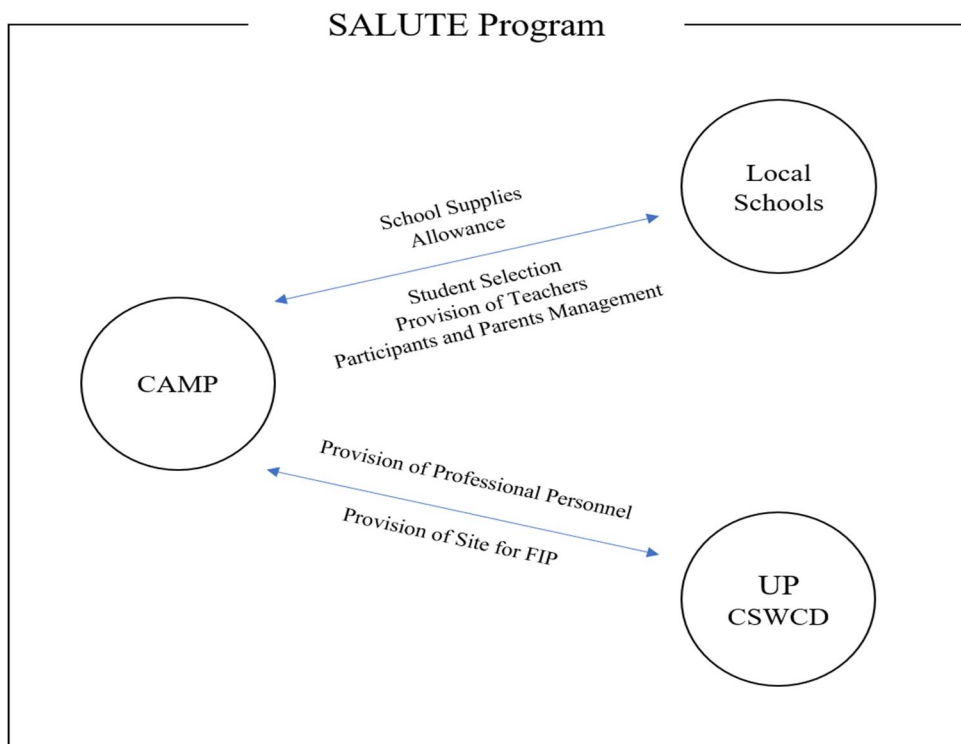 SALUTE Program
Local
Schools
School Supplies
Allowance
Student Selection
Provision of Teachers
Participants and Parents Management
CAMP
Provision of Professional Personnel
Provision of Site for FIP
UP
CSWCD